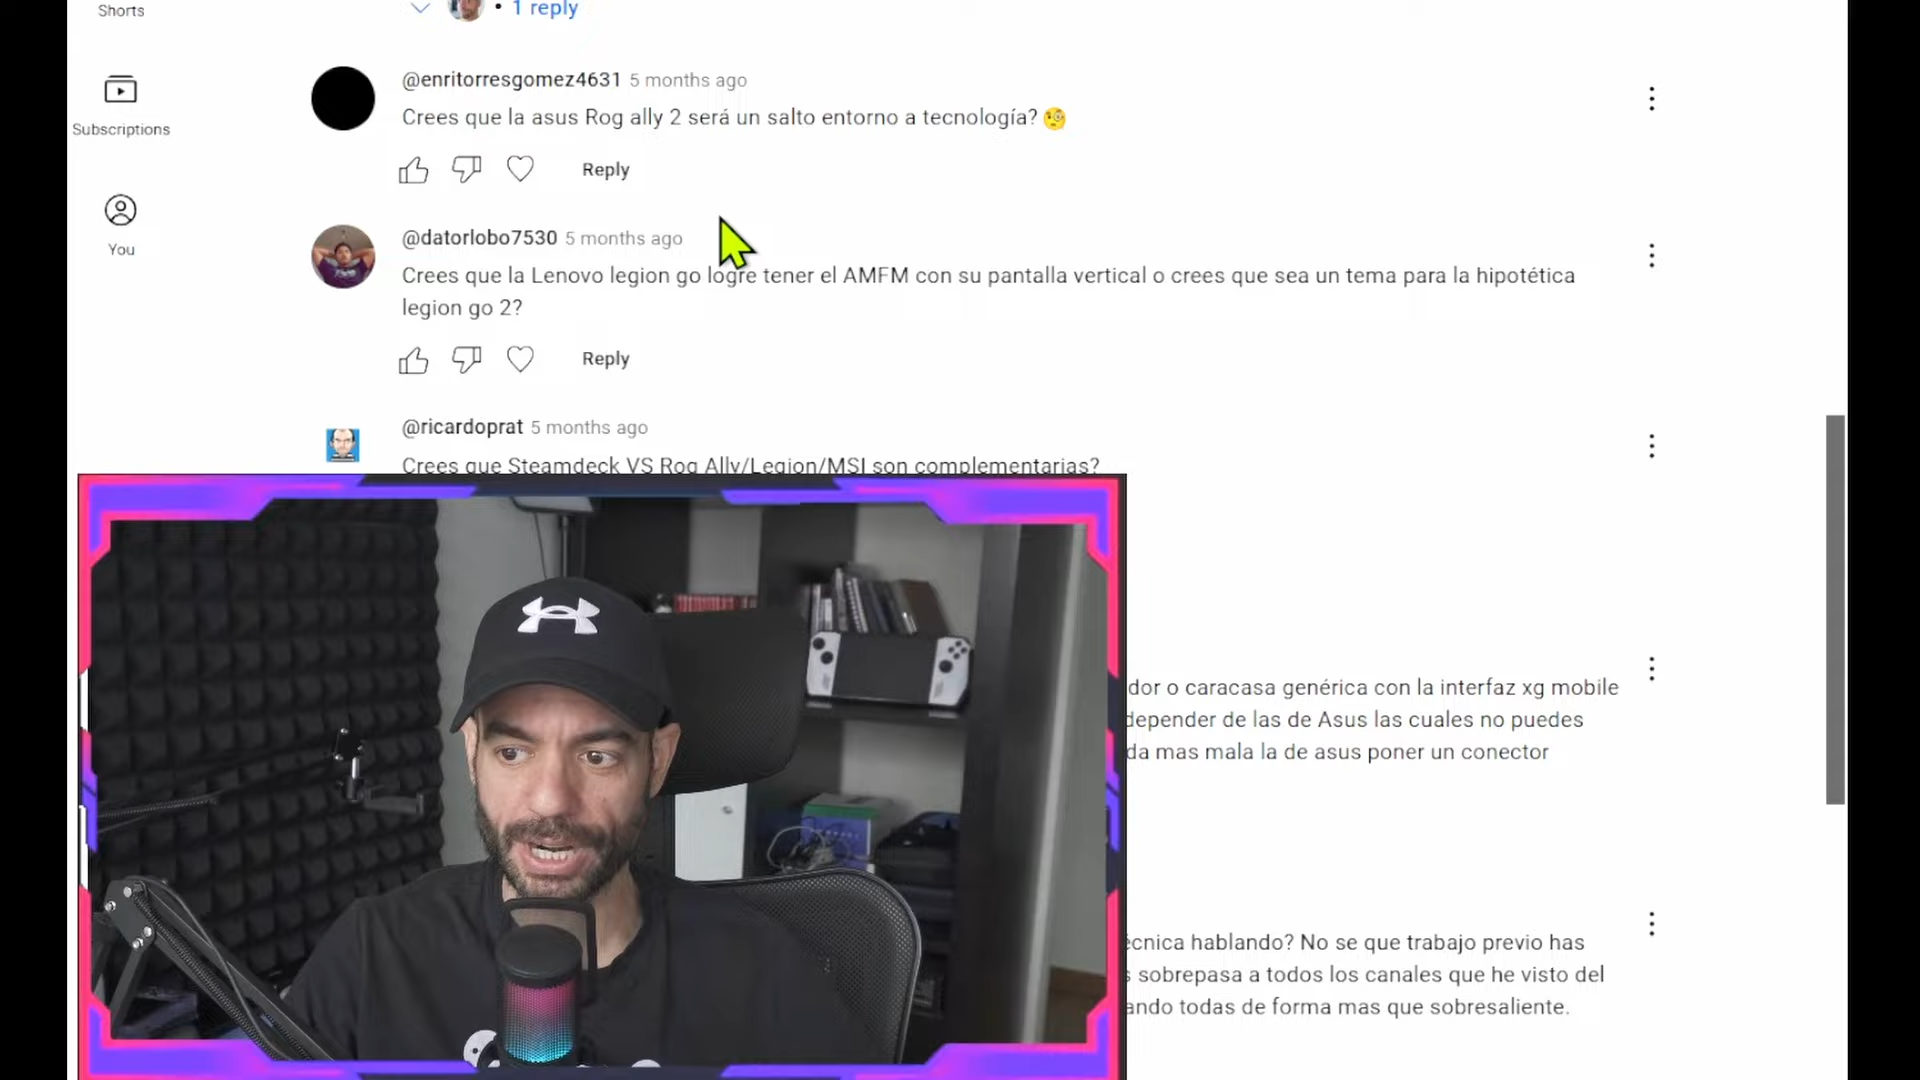 Shorts
1 reply
Subscriptions
You
@enritorresgomez4631 5 months ago
Crees que la asus Rog ally 2 será un salto entorno a tecnología? 🧐
Reply
@datorlobo7530 5 months ago
Crees que la Lenovo legion go logre tener el AMFM con su pantalla vertical o crees que sea un tema para la hipotética
legion go 2?
Reply
@ricardoprat 5 months ago
Crees que Steamdeck VS Rog Ally/Legion/MSI son complementarias?
dor o caracasa genérica con la interfaz xg mobile
depender de las de Asus las cuales no puedes
da mas mala la de asus poner un conector
écnica hablando? No se que trabajo previo has
s sobrepasa a todos los canales que he visto del
ando todas de forma mas que sobresaliente.